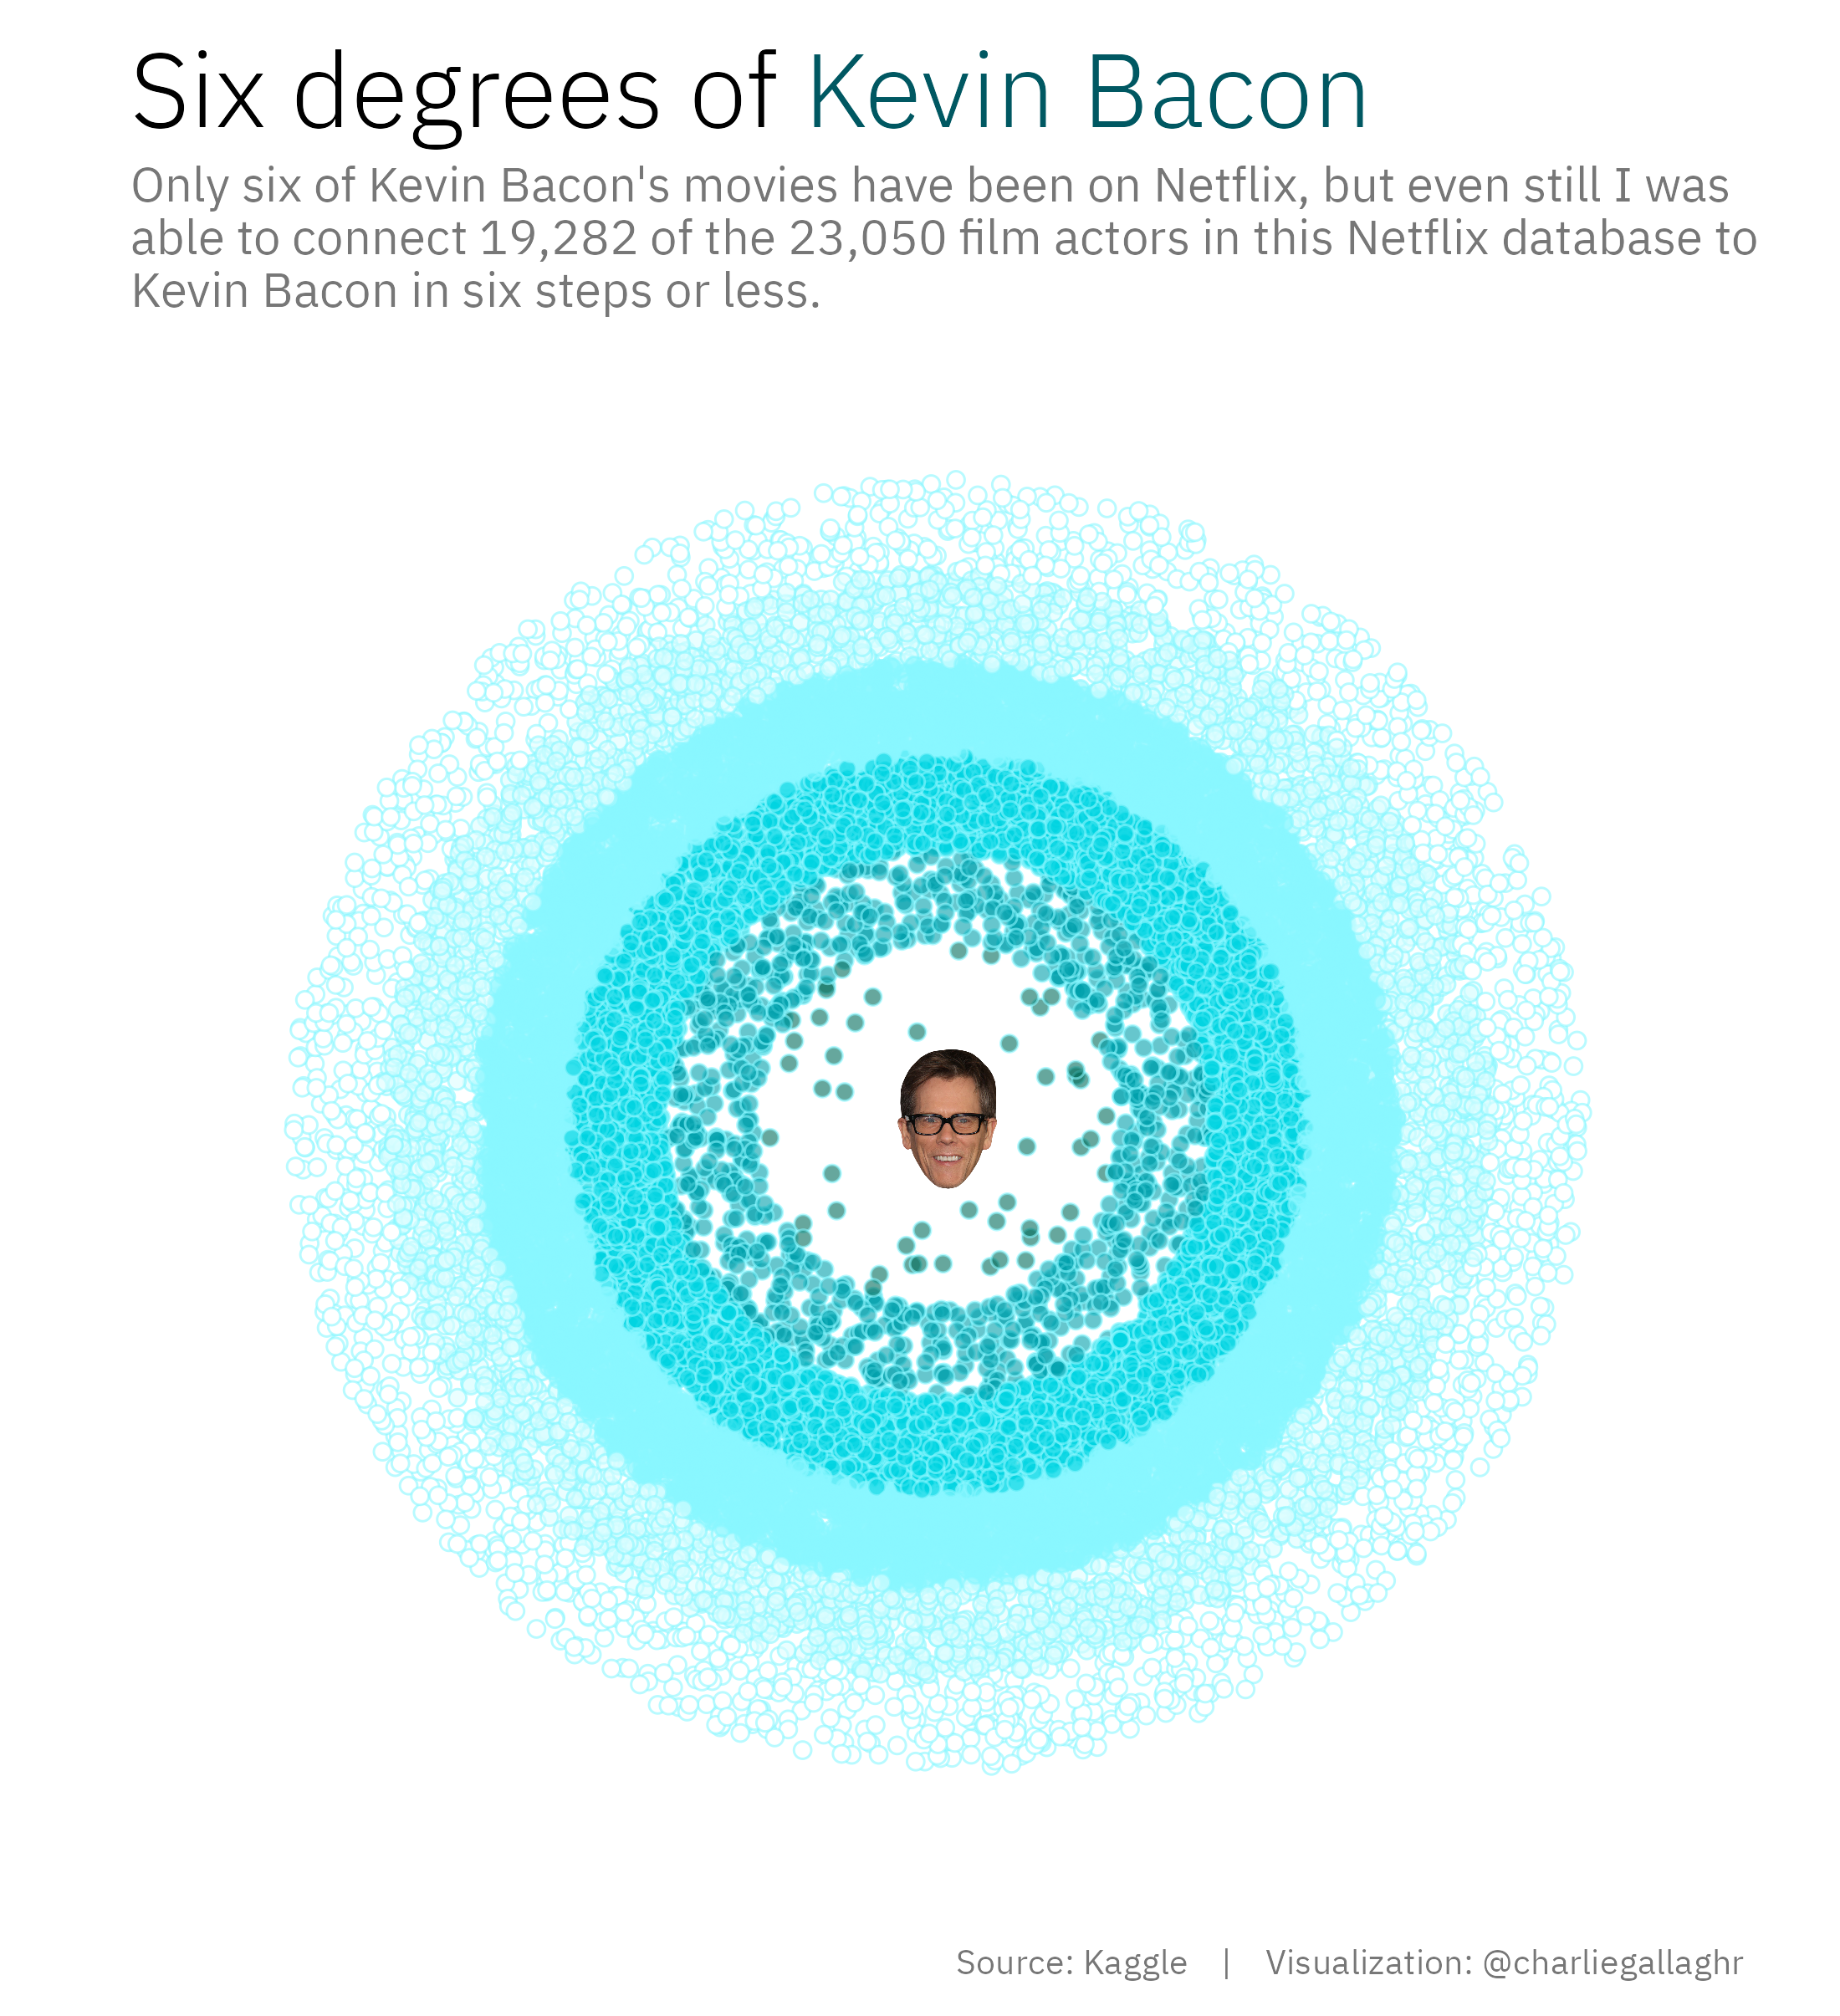 Six degrees of Kevin Bacon
Only six of Kevin Bacon's movies have been on Netflix, but even still I was
able to connect 19,282 of the 23,050 film actors in this Netflix database to
Kevin Bacon in six steps or less.
Source: Kaggle | Visualization: @charliegallaghr